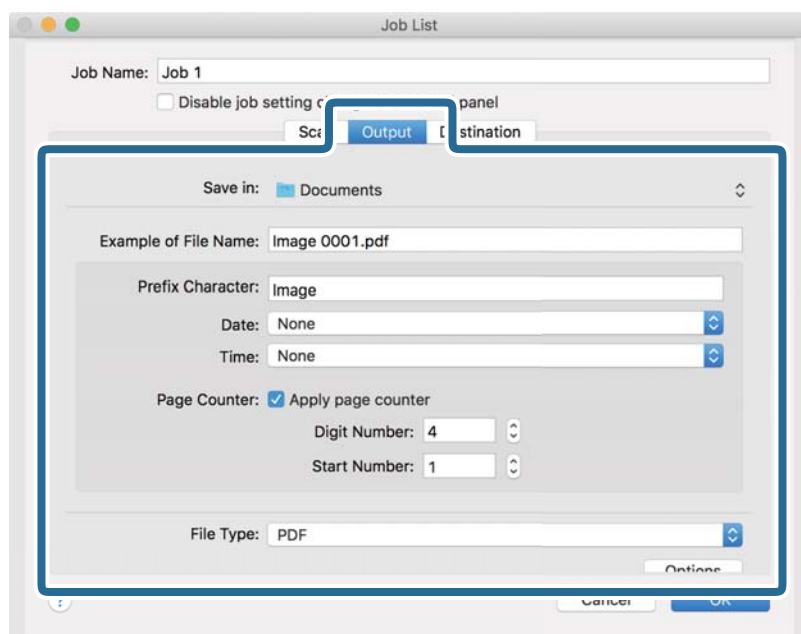 Job List
Job Name: Job 1
Disable job setting panel
Output
Save in: Documents
Example of File Name: Image 0001.pdf
Prefix Character: Image
Date: None
Time: None
Page Counter: Apply page counter
Digit Number: 4
Start Number: 1
File Type: PDF
Options
?
Cancel OK